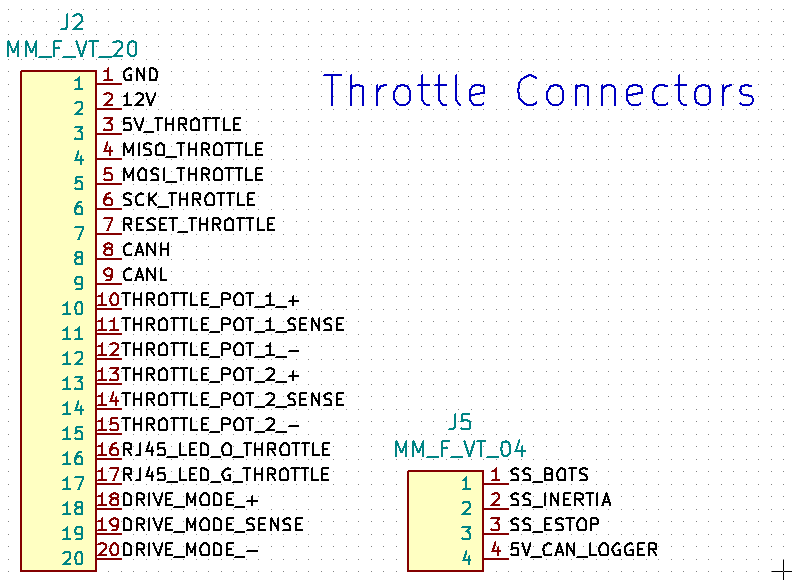 J2
MM_F_VT_20
Throttle Connectors
1 1 GND
2 2 12V
3 3 5V_THROTTLE
4 4 MISO_THROTTLE
5 5 MOSI_THROTTLE
6 6 SCK_THROTTLE
7 7 RESET_THROTTLE
8 8 CANH
9 9 CANL
10 10 THROTTLE_POT_1_+
11 11 THROTTLE_POT_1_SENSE
12 12 THROTTLE_POT_1_-
13 13 THROTTLE_POT_2_+
14 14 THROTTLE_POT_2_SENSE
15 15 THROTTLE_POT_2_-
16 16 RJ45_LED_O_THROTTLE
17 17 RJ45_LED_G_THROTTLE
18 18 DRIVE_MODE_+
19 19 DRIVE_MODE_SENSE
20 20 DRIVE_MODE_-
J5
MM_F_VT_04
1 1 SS_BOTS
2 2 SS_INERTIA
3 3 SS_ESTOP
4 4 5V_CAN_LOGGER